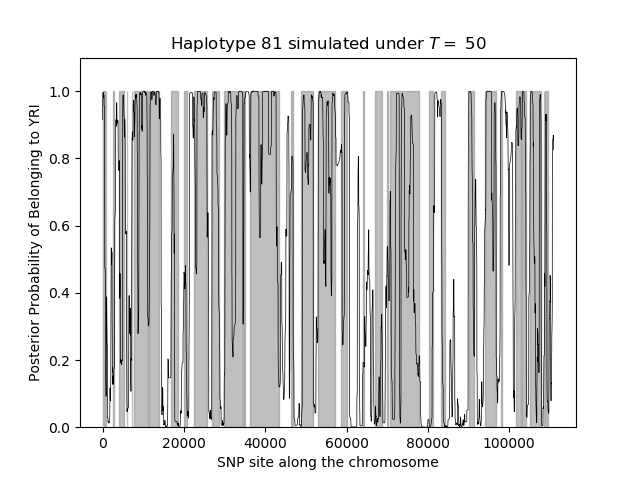 Haplotype 81 simulated under T = 50
Posterior Probability of Belonging to YRI
1.0
0.8
0.6
0.4
0.2
0.0
0 20000 40000 60000 80000 100000
SNP site along the chromosome